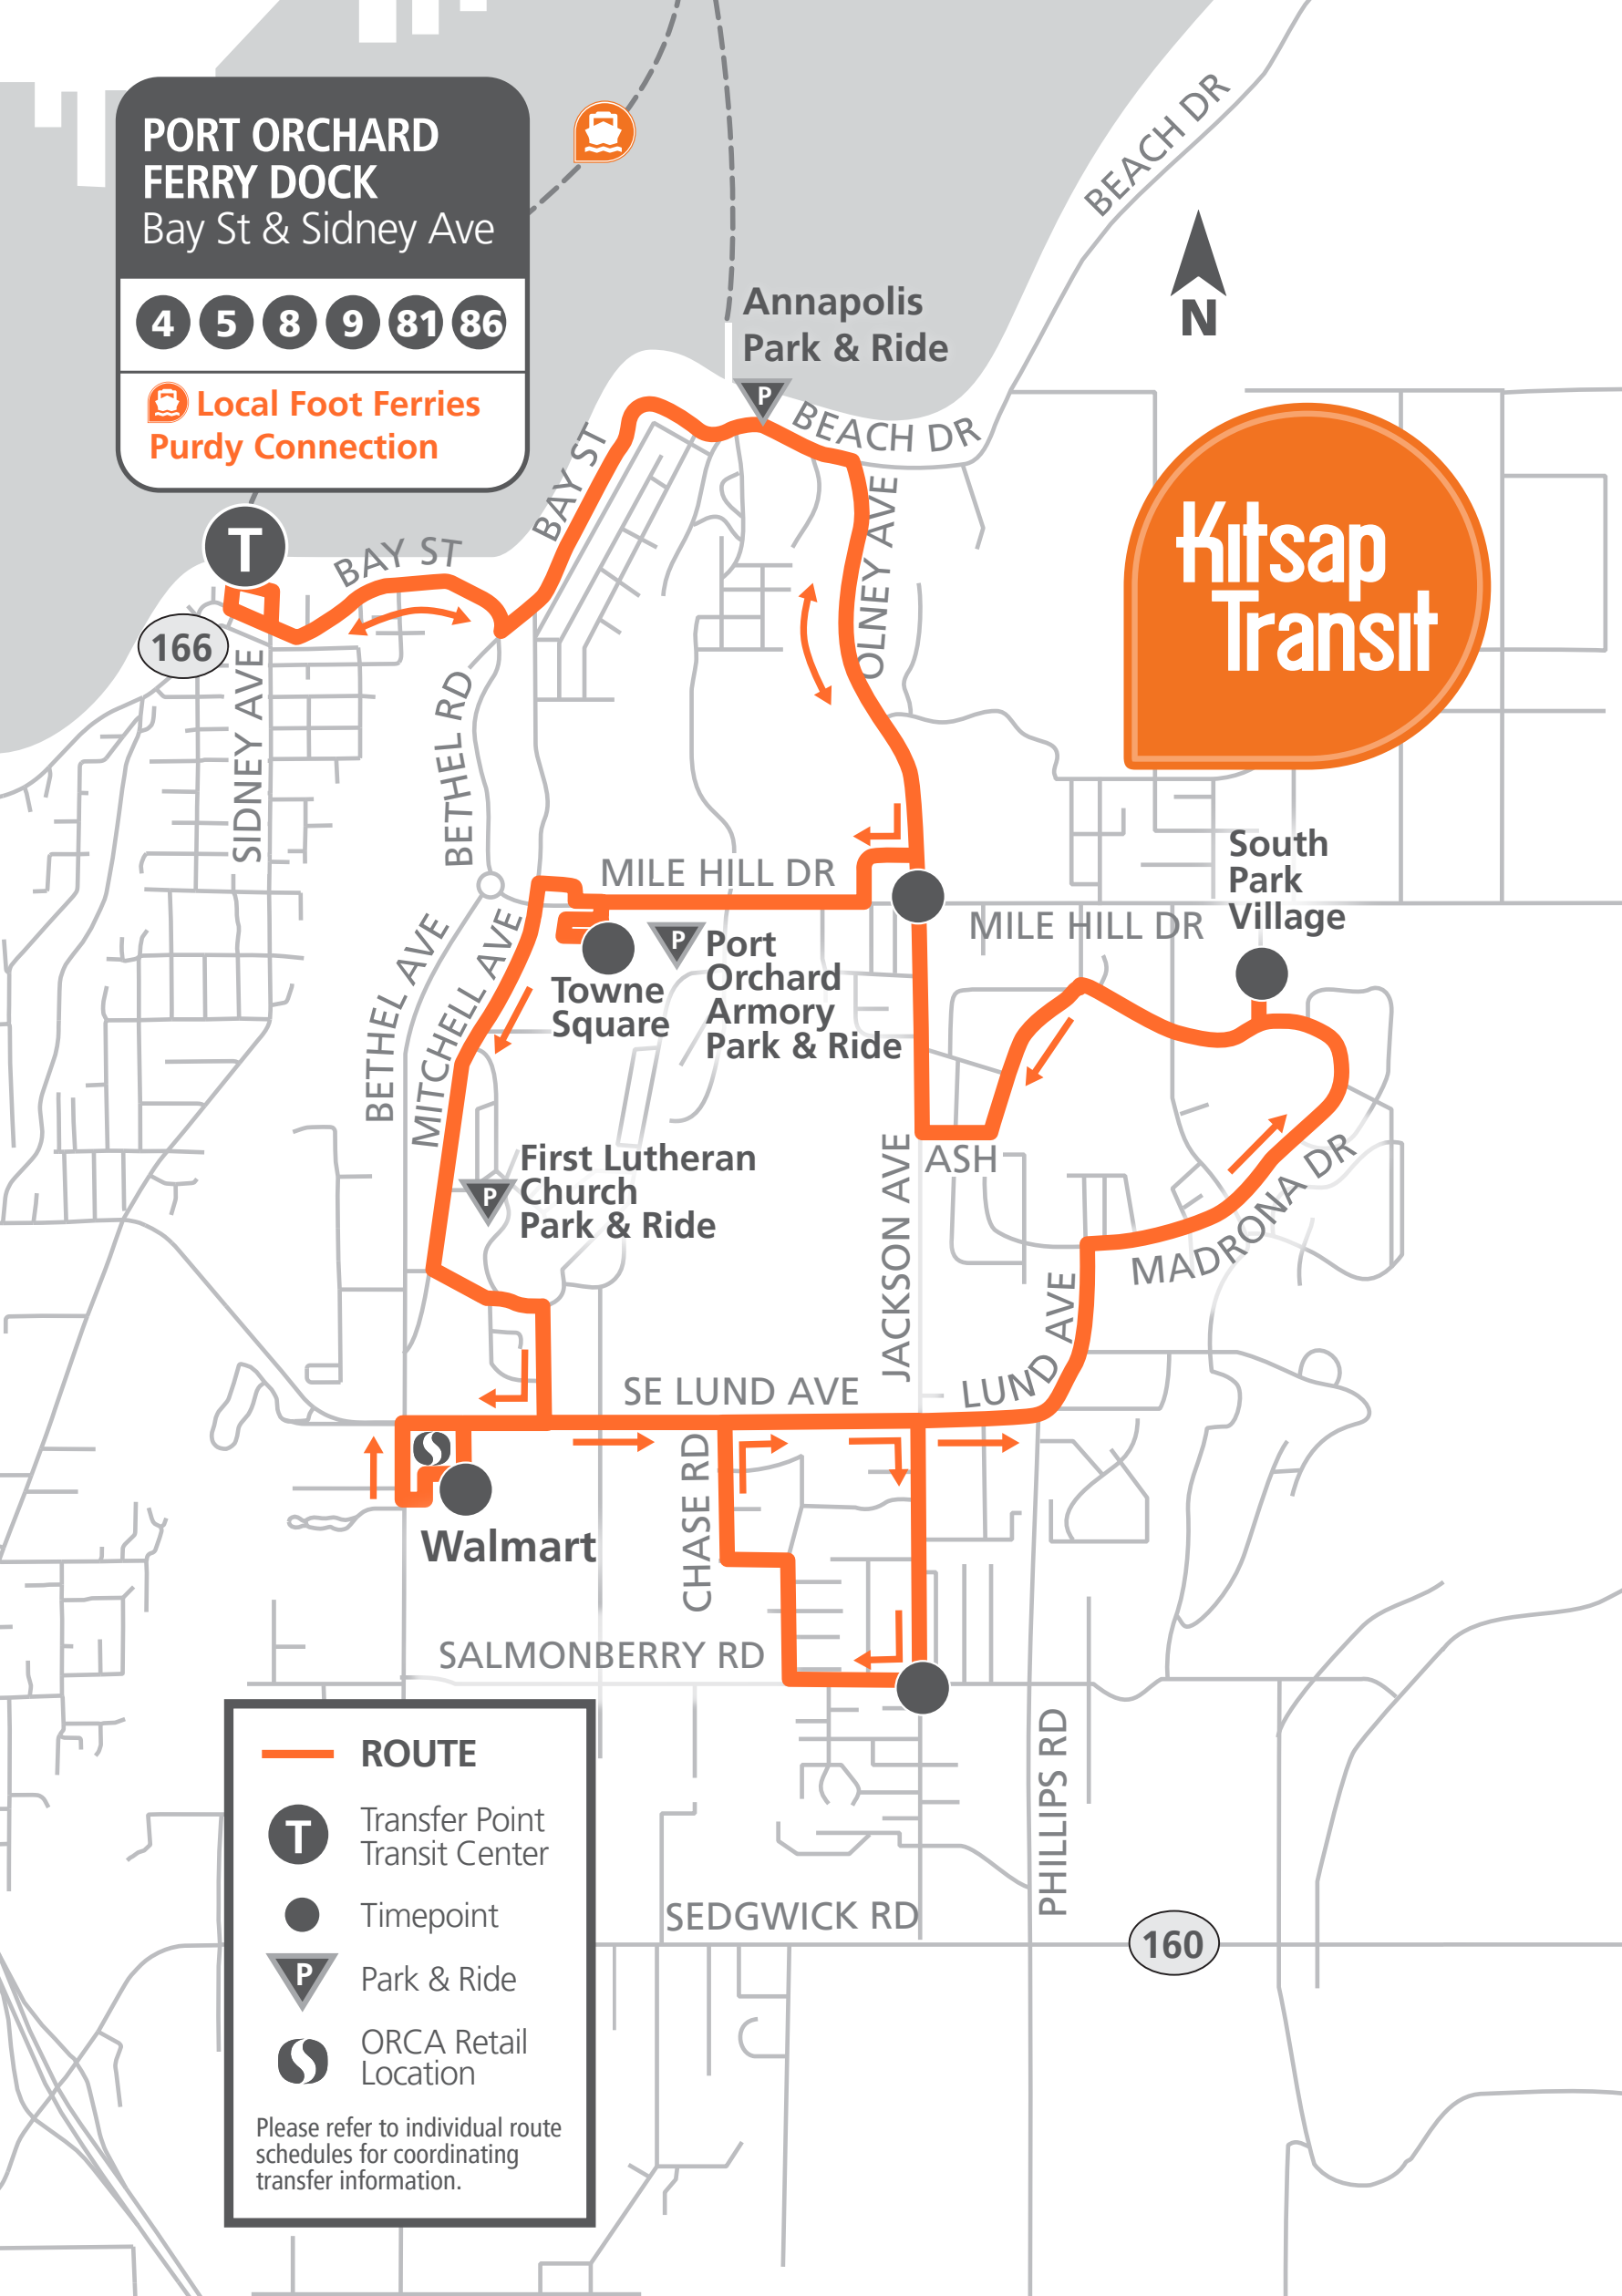 PORT ORCHARD
FERRY DOCK
Bay St & Sidney Ave
4 5 8 9 81 86
Local Foot Ferries
Purdy Connection
BEACH DR
N
Annapolis
Park & Ride
P
BEACH DR
BAY ST
T
BAY ST
166
OLNEY AVE
Kitsap
Transit
SIDNEY AVE
BETHEL RD
MILE HILL DR
South
Park
Village
MILE HILL DR
BETHEL AVE
MITCHELL AVE
Towne
Square
P
Port
Orchard
Armory
Park & Ride
First Lutheran
Church
Park & Ride
P
ASH
JACKSON AVE
MADRONA DR
LUND AVE
SE LUND AVE
Walmart
CHASE RD
SALMONBERRY RD
PHILLIPS RD
SEDGWICK RD
160
ROUTE
T
Transfer Point
Transit Center
Timepoint
P
Park & Ride
ORCA Retail
Location
Please refer to individual route
schedules for coordinating
transfer information.